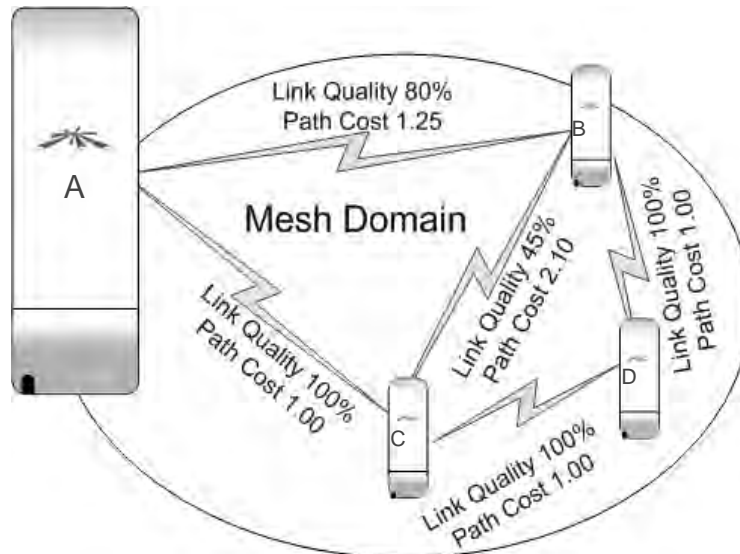 Link Quality 80%
Path Cost 1.25
B
A
Mesh Domain
Link Quality 45%
Path Cost 2.10
Link Quality 100%
Path Cost 1.00
Link Quality 100%
Path Cost 1.00
D
C
Link Quality 100%
Path Cost 1.00